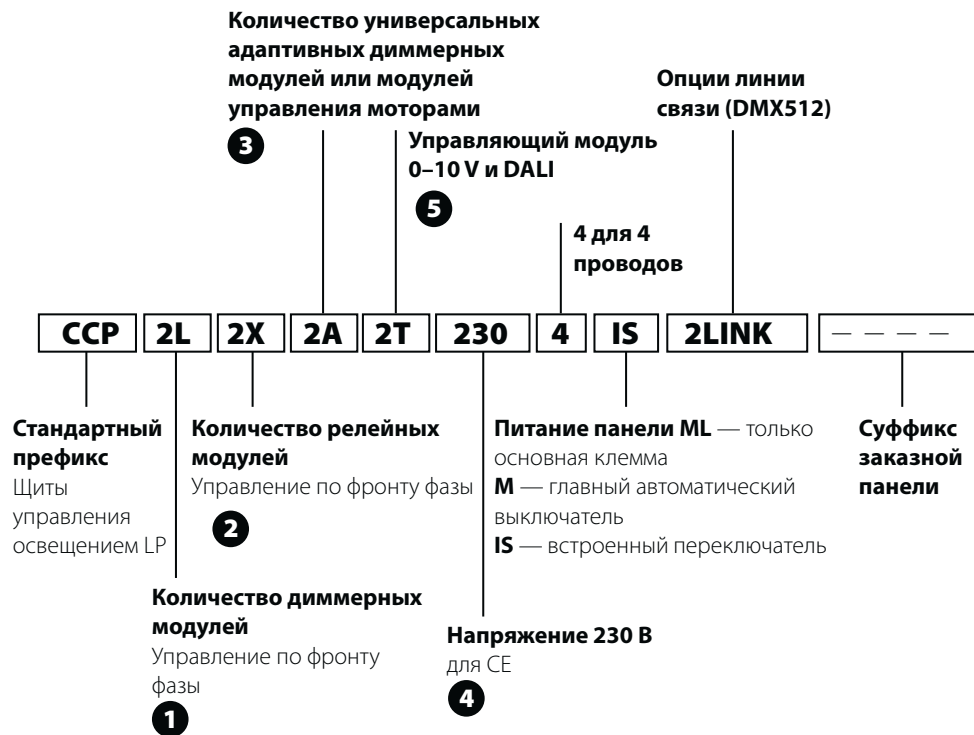 Количество универсальных
адаптивных диммерных
модулей или модулей
управления моторами
3
Управляющий модуль
0–10 V и DALI
5
Опции линии
связи (DMX512)
4 для 4
проводов
CCP 2L 2X 2A 2T 230 4 IS 2LINK — — — —
Стандартный
префикс
Щиты
управления
освещением LP
Количество релейных
модулей
Управление по фронту фазы
2
Питание панели ML — только
основная клемма
M — главный автоматический
выключатель
IS — встроенный переключатель
Суффикс
заказной
панели
Количество диммерных
модулей
Управление по фронту
фазы
1
Напряжение 230 В
для CE
4